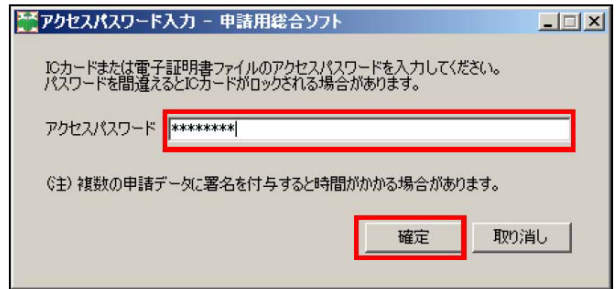 アクセスパスワード入力 - 申請用総合ソフト
ICカードまたは電子証明書ファイルのアクセスパスワードを入力してください。
パスワードを間違えるとICカードがロックされる場合があります。
アクセスパスワード ********
(注) 複数の申請データに署名を付与すると時間がかかる場合があります。
確定 取り消し